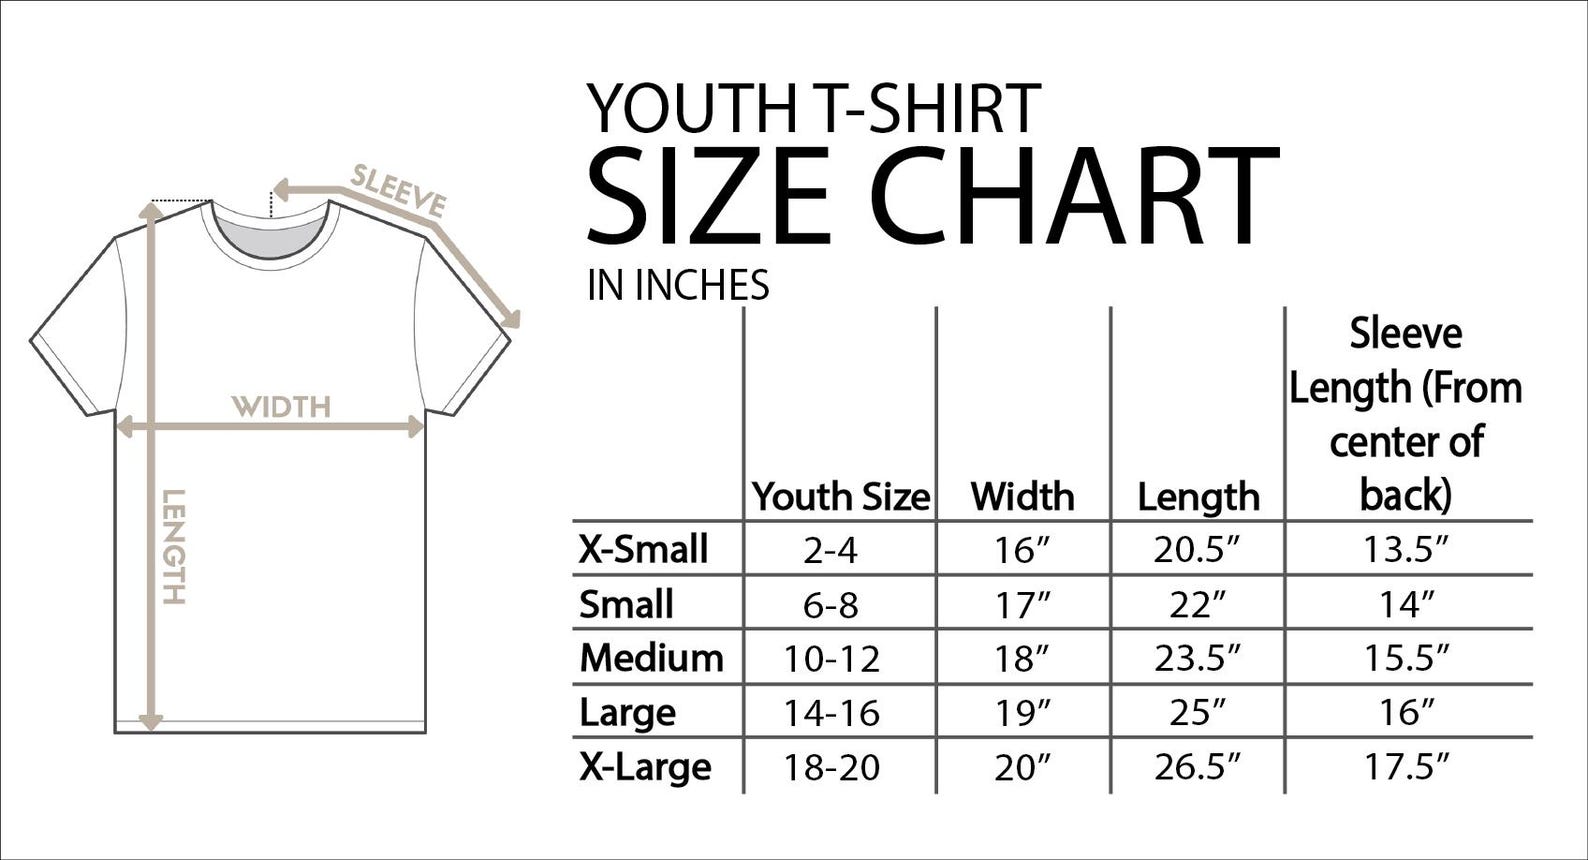 SLEEVE
WIDTH
LENGTH
YOUTH T-SHIRT
SIZE CHART
IN INCHES
Youth Size Width Length Sleeve
Length (From
center of
back)
X-Small 2-4 16” 20.5” 13.5”
Small 6-8 17” 22” 14”
Medium 10-12 18” 23.5” 15.5”
Large 14-16 19” 25” 16”
X-Large 18-20 20” 26.5” 17.5”